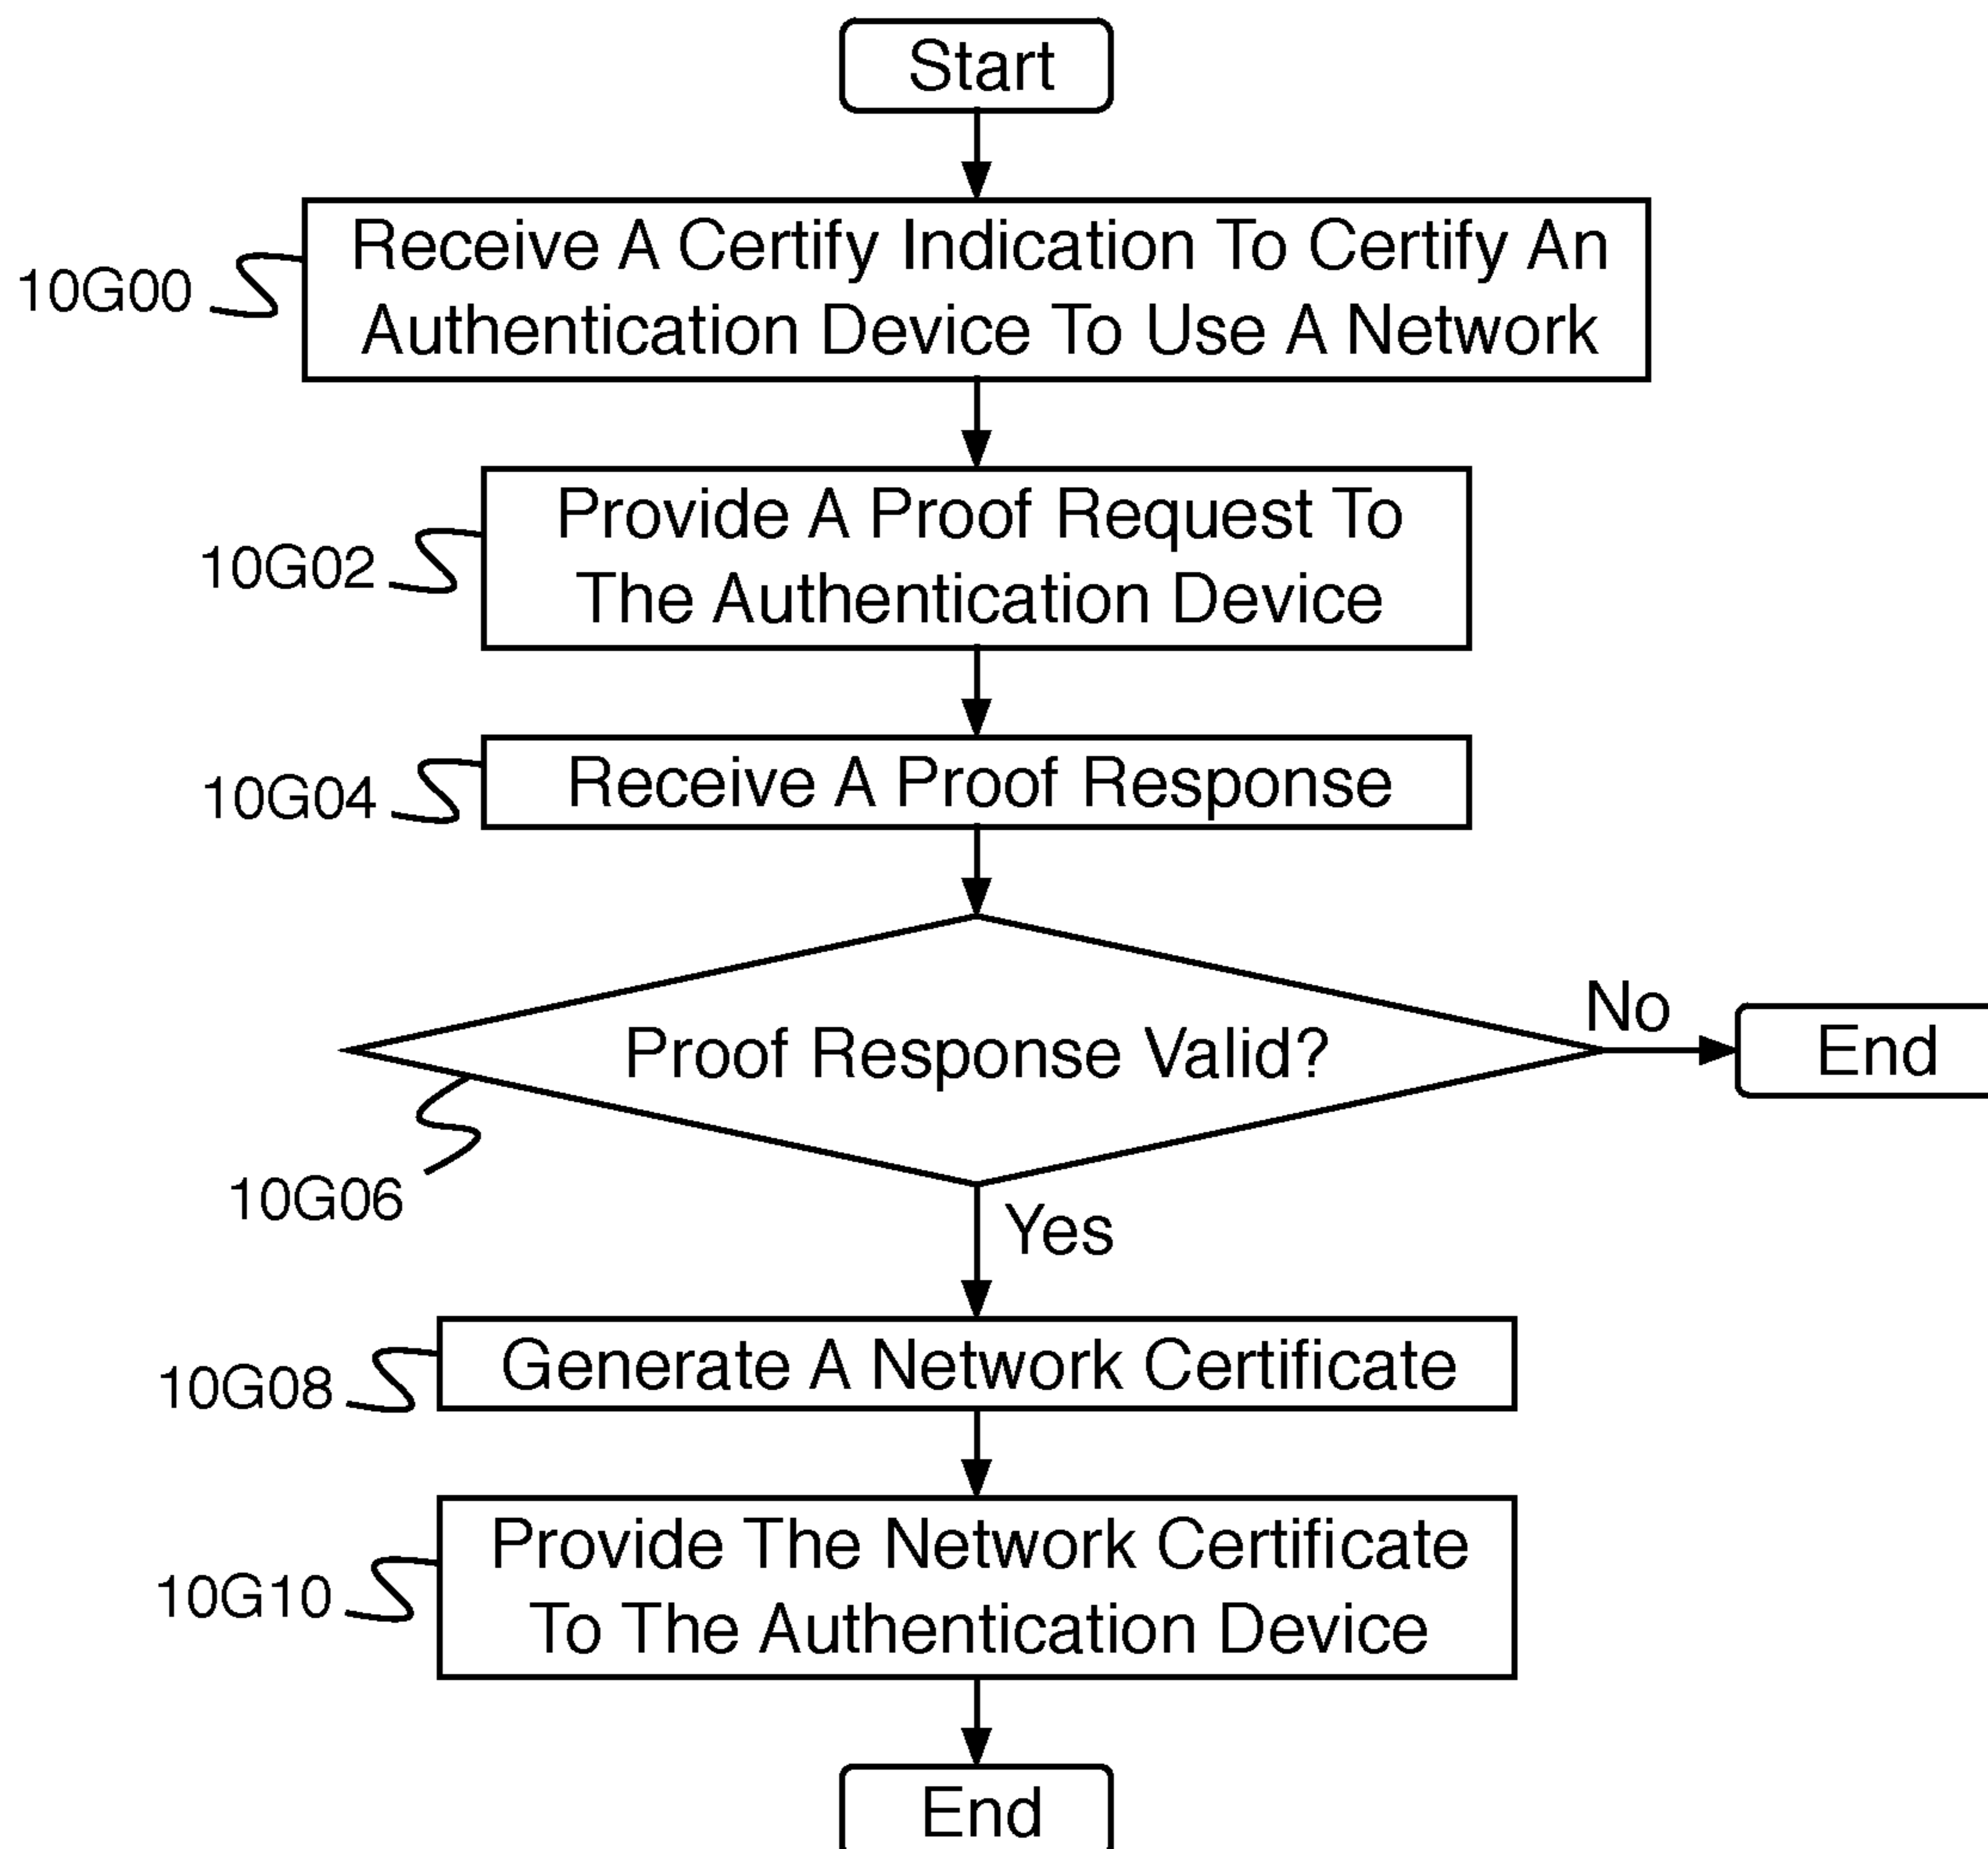 Start
Receive A Certify Indication To Certify An
Authentication Device To Use A Network
10G00
Provide A Proof Request To
The Authentication Device
10G02
Receive A Proof Response
10G04
Proof Response Valid?
No
End
10G06
Yes
Generate A Network Certificate
10G08
Provide The Network Certificate
To The Authentication Device
10G10
End